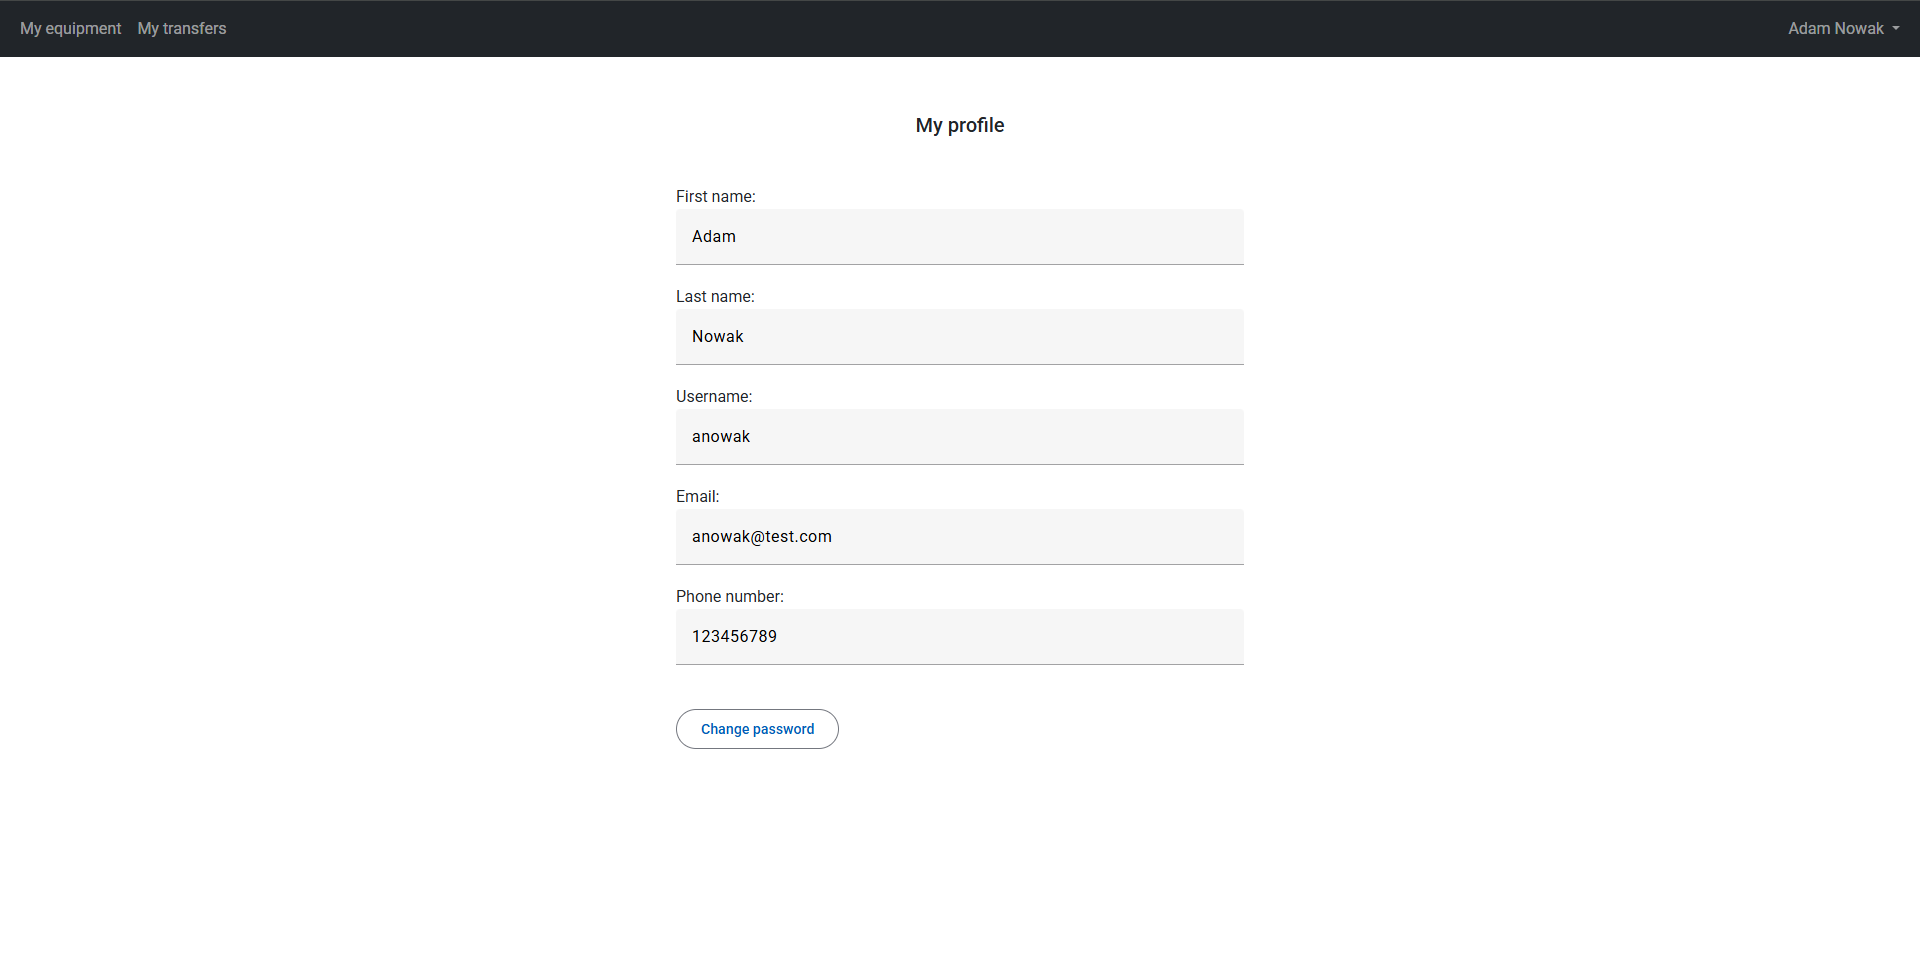 My equipment My transfers Adam Nowak
My profile
First name:
Adam
Last name:
Nowak
Username:
anowak
Email:
anowak@test.com
Phone number:
123456789
Change password